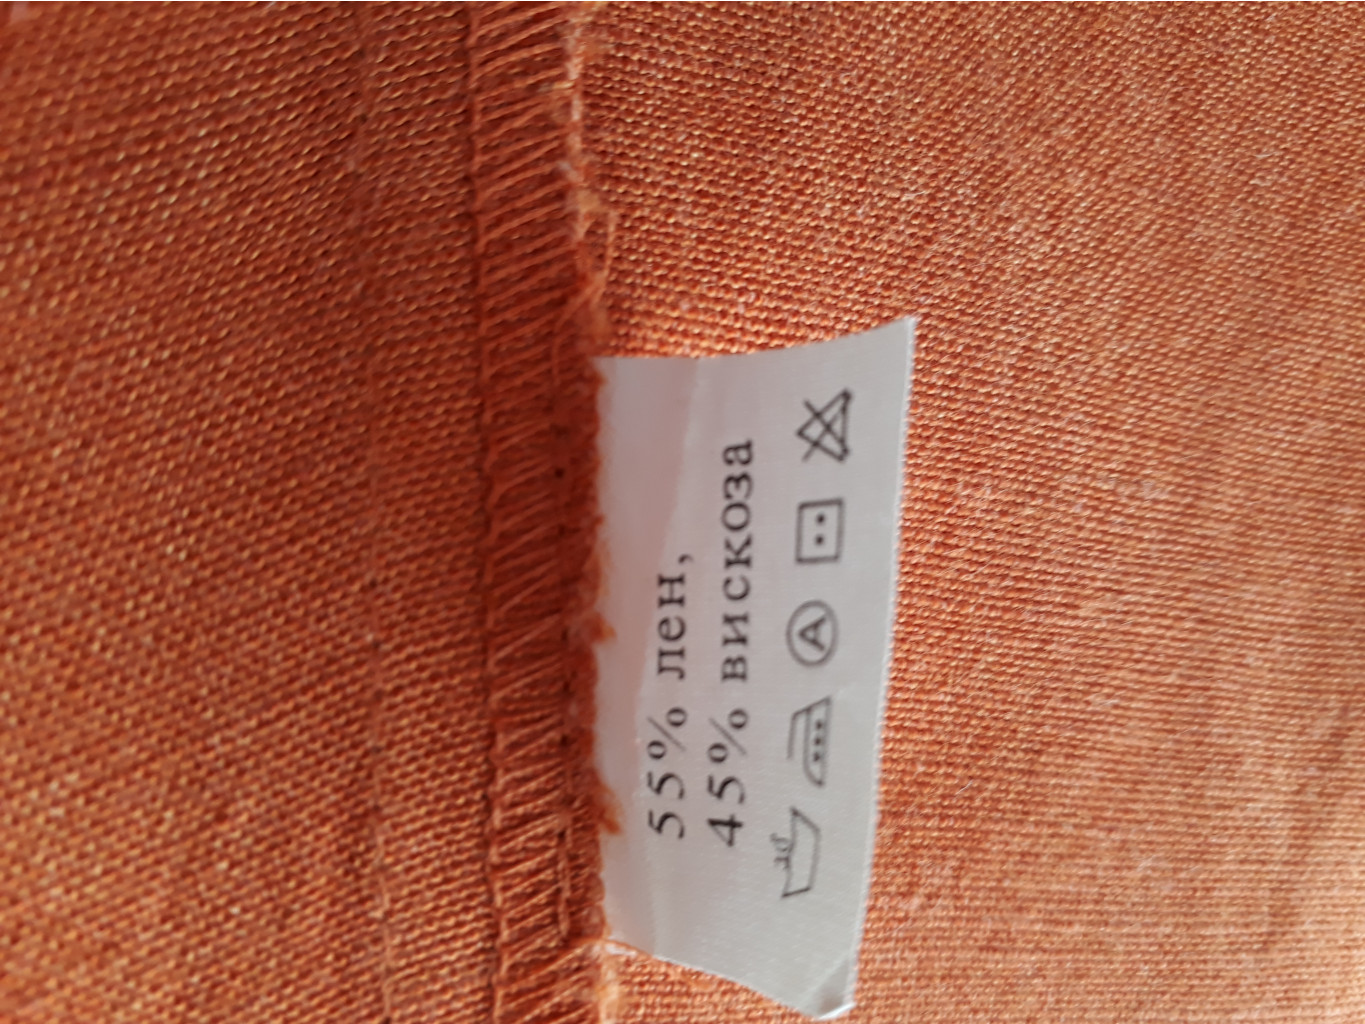 55% лен,
45% вискоза
A